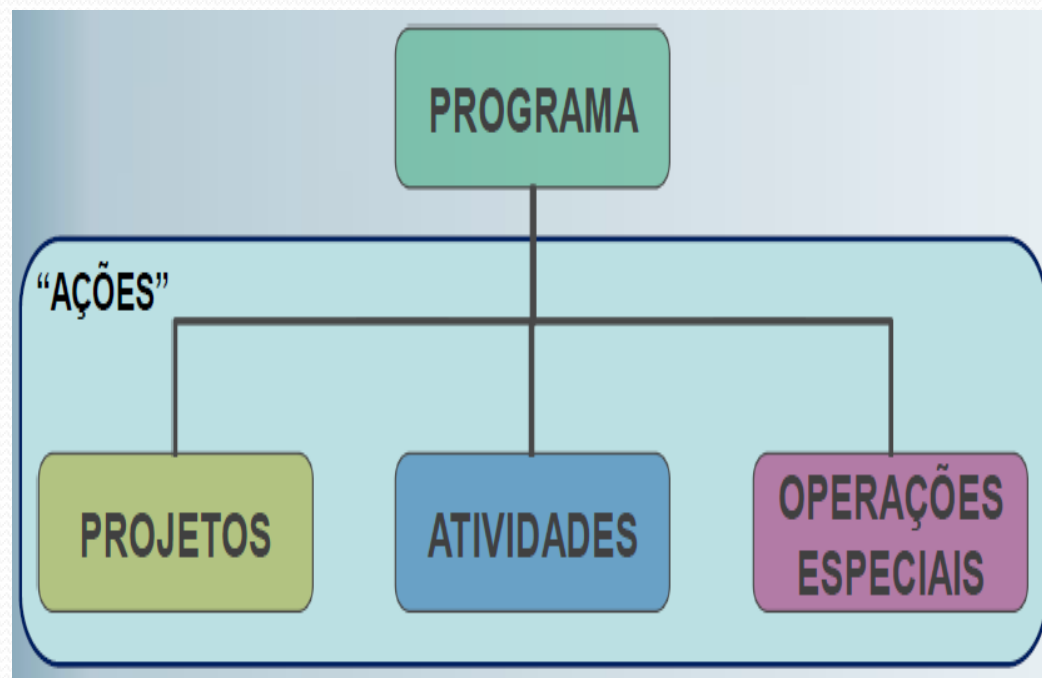 PROGRAMA
“AÇÕES”
PROJETOS
ATIVIDADES
OPERAÇÕES
ESPECIAIS